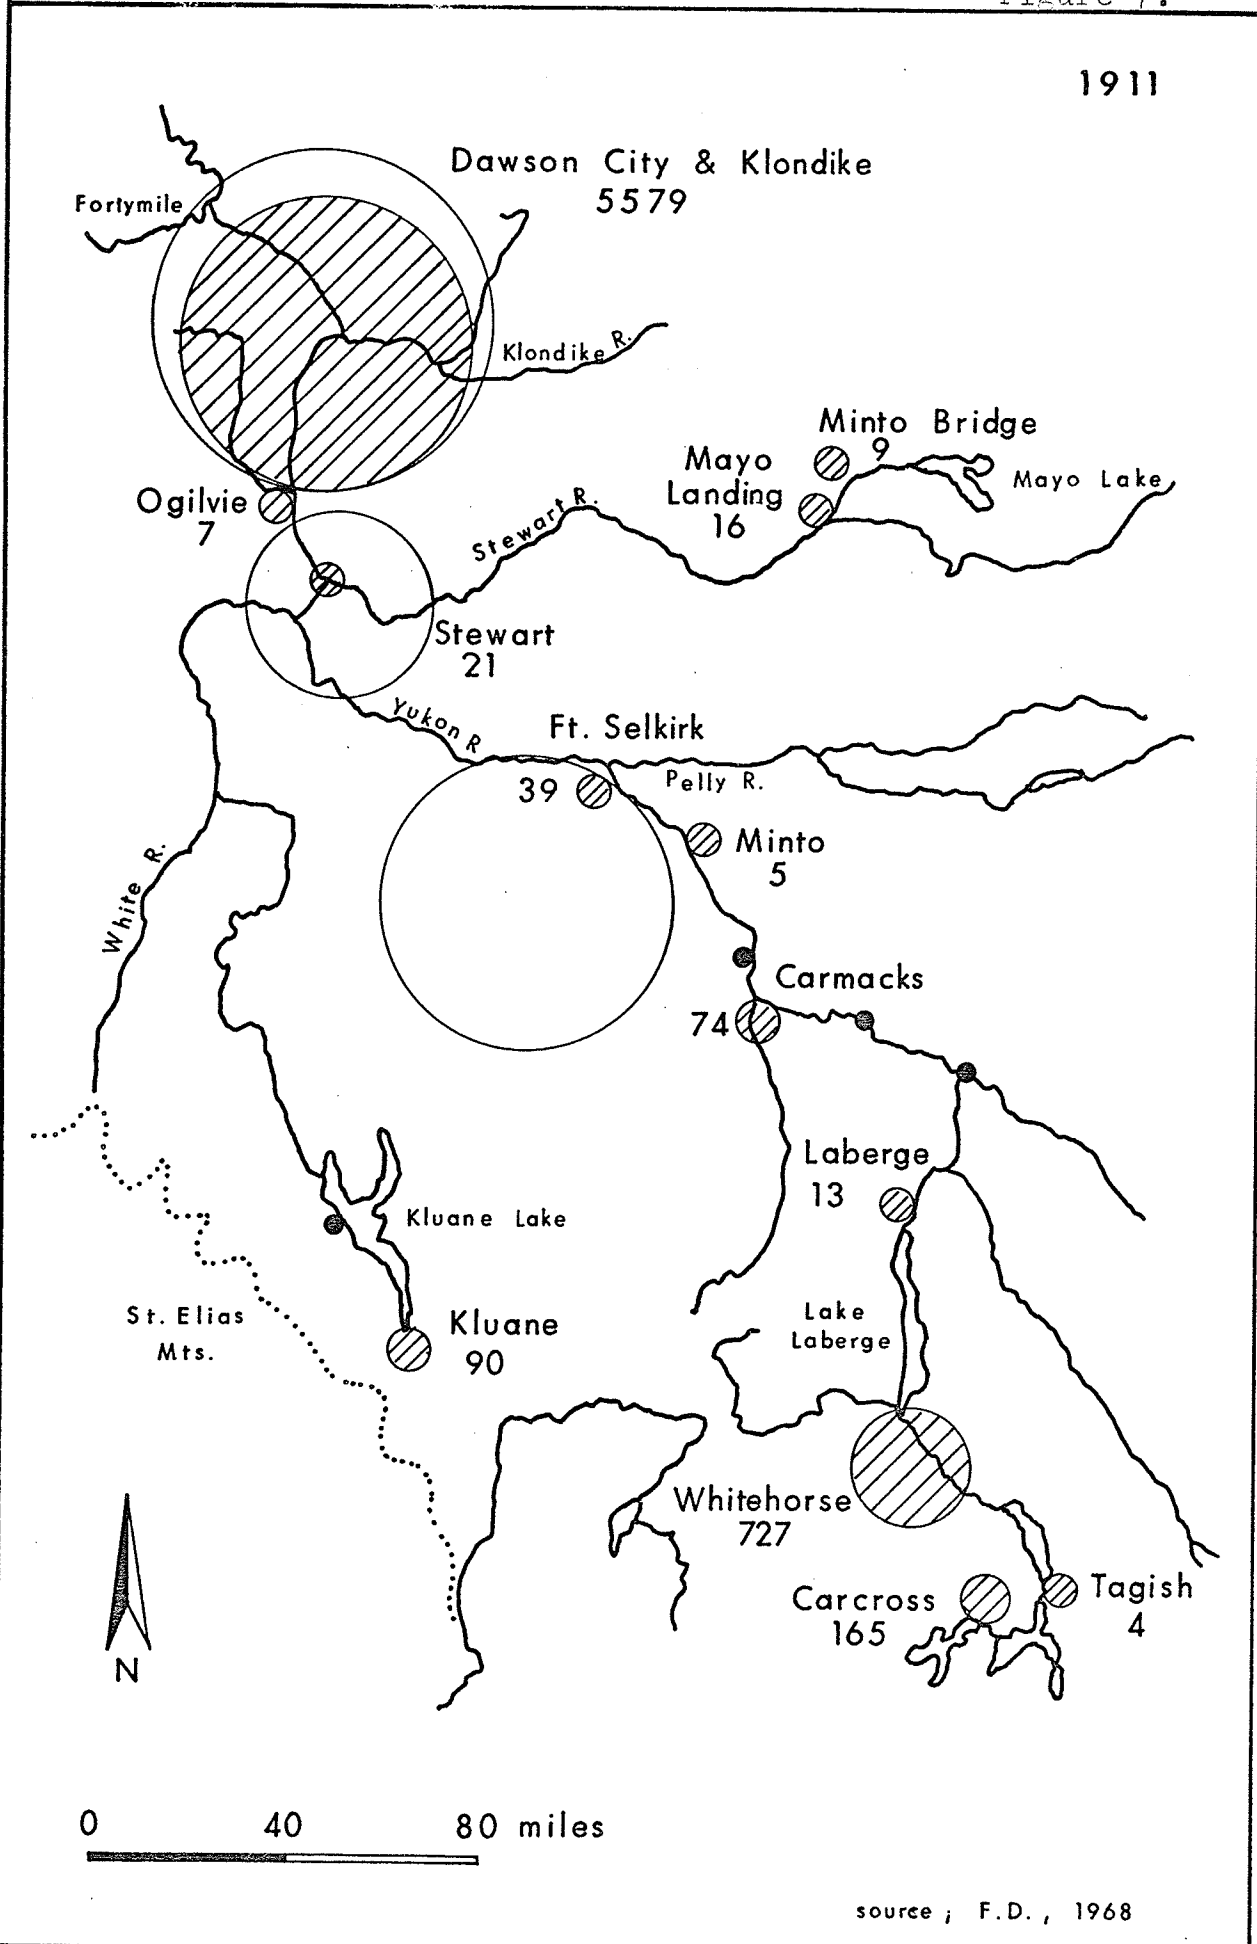 Figure 7.
1911
Dawson City & Klondike
5579
Fortymile
Klondike R.
Minto Bridge
9
Mayo
Landing
16
Mayo Lake
Ogilvie
7
Stewart R.
Stewart
21
Yukon R
Ft. Selkirk
39
Pelly R.
Minto
5
White R.
Carmacks
74
Laberge
13
Kluane Lake
St. Elias
Mts.
Kluane
90
Lake
Laberge
Whitehorse
727
Carcross
165
Tagish
4
N
0 40 80 miles
source ; F.D., 1968